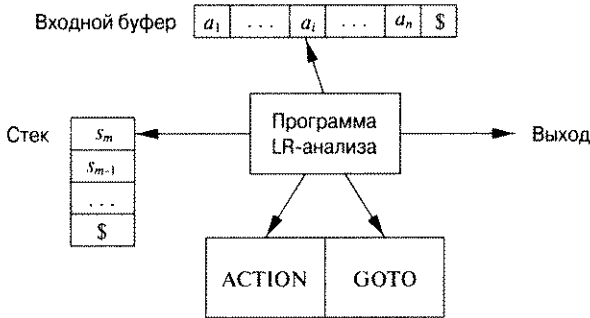 Входной буфер a₁ ... aᵢ ... aₙ $
Программа
LR-анализа
Выход
Стек
sₘ
sₘ₋₁
...
$
ACTION GOTO